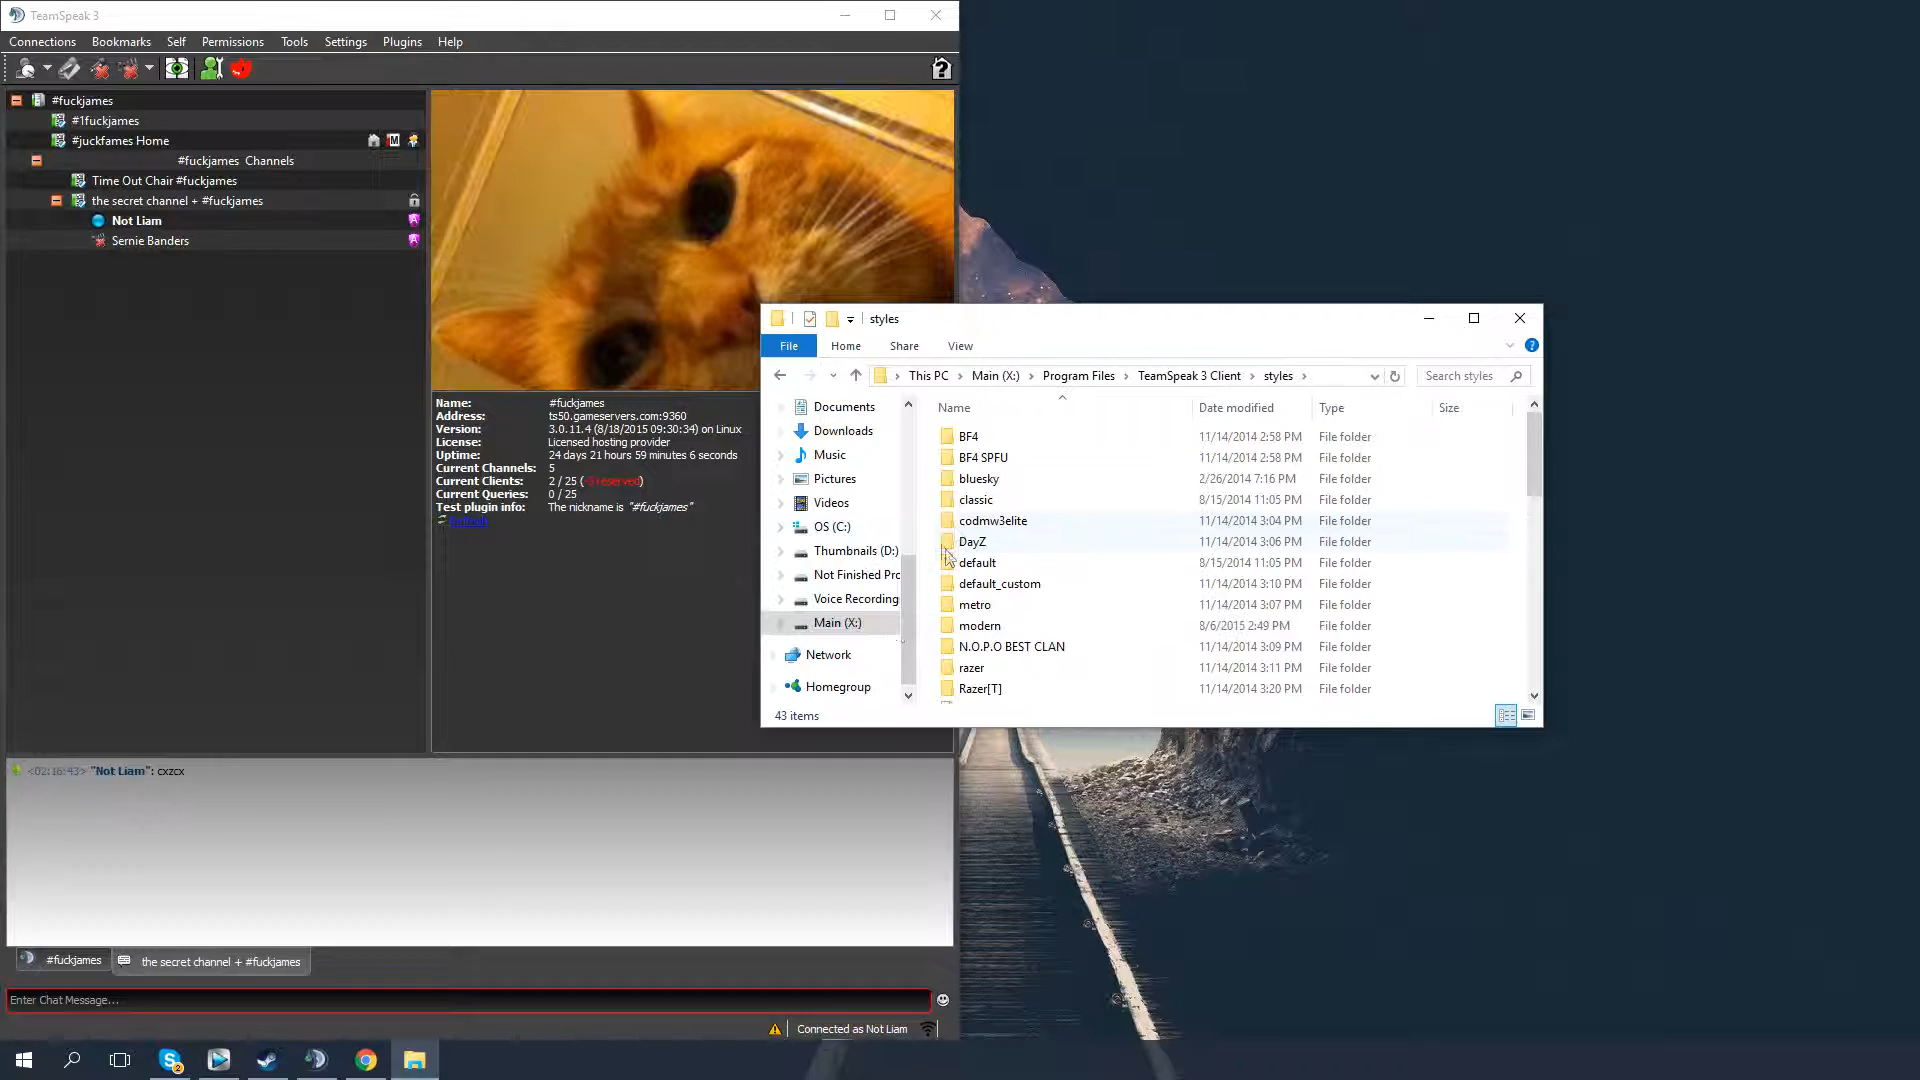 TeamSpeak 3
Connections Bookmarks Self Permissions Tools Settings Plugins Help
#fuckjames
#1fuckjames
#juckfames Home
#fuckjames Channels
Time Out Chair #fuckjames
the secret channel + #fuckjames
Not Liam
Sernie Banders
Name: #fuckjames
Address: ts50.gameservers.com:9360
Version: 3.0.11.4 (8/18/2015 09:30:34) on Linux
License: Licensed hosting provider
Uptime: 24 days 21 hours 59 minutes 6 seconds
Current Channels: 5
Current Clients: 2 / 25 (-3 reserved)
Current Queries: 0 / 25
Test plugin info: The nickname is "#fuckjames"
styles
File Home Share View
This PC Main (X:) Program Files TeamSpeak 3 Client styles
Search styles
Documents
Downloads
Music
Pictures
Videos
OS (C:)
Thumbnails (D:)
Not Finished Prc
Voice Recording
Main (X:)
Network
Homegroup
Name Date modified Type Size
BF4 11/14/2014 2:58 PM File folder
BF4 SPFU 11/14/2014 2:58 PM File folder
bluesky 2/26/2014 7:16 PM File folder
classic 8/15/2015 11:05 PM File folder
codmw3elite 11/14/2014 3:04 PM File folder
DayZ 11/14/2014 3:06 PM File folder
default 8/15/2015 11:05 PM File folder
default_custom 11/14/2014 3:10 PM File folder
metro 11/14/2014 3:07 PM File folder
modern 8/6/2015 2:49 PM File folder
N.O.P.O BEST CLAN 11/14/2014 3:09 PM File folder
razer 11/14/2014 3:11 PM File folder
Razer[T] 11/14/2014 3:20 PM File folder
43 items
<02:16:43> "Not Liam": cxzcx
#fuckjames
the secret channel + #fuckjames
Enter Chat Message...
Connected as Not Liam